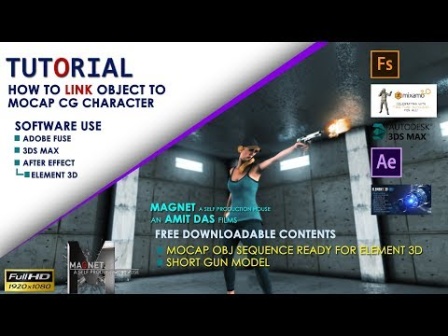 TUTORIAL
HOW TO LINK OBJECT TO
MOCAP CG CHARACTER
SOFTWARE USE
ADOBE FUSE
3DS MAX
AFTER EFFECT
ELEMENT 3D
Fs
mixamo
AUTODESK
3DS MAX
Ae
MAGNET A SELF PRODUCTION HOUSE
AN AMIT DAS FILMS
FREE DOWNLOADABLE CONTENTS
MOCAP OBJ SEQUENCE READY FOR ELEMENT 3D
SHORT GUN MODEL
Full HD
1920x1080
M
MAGNET